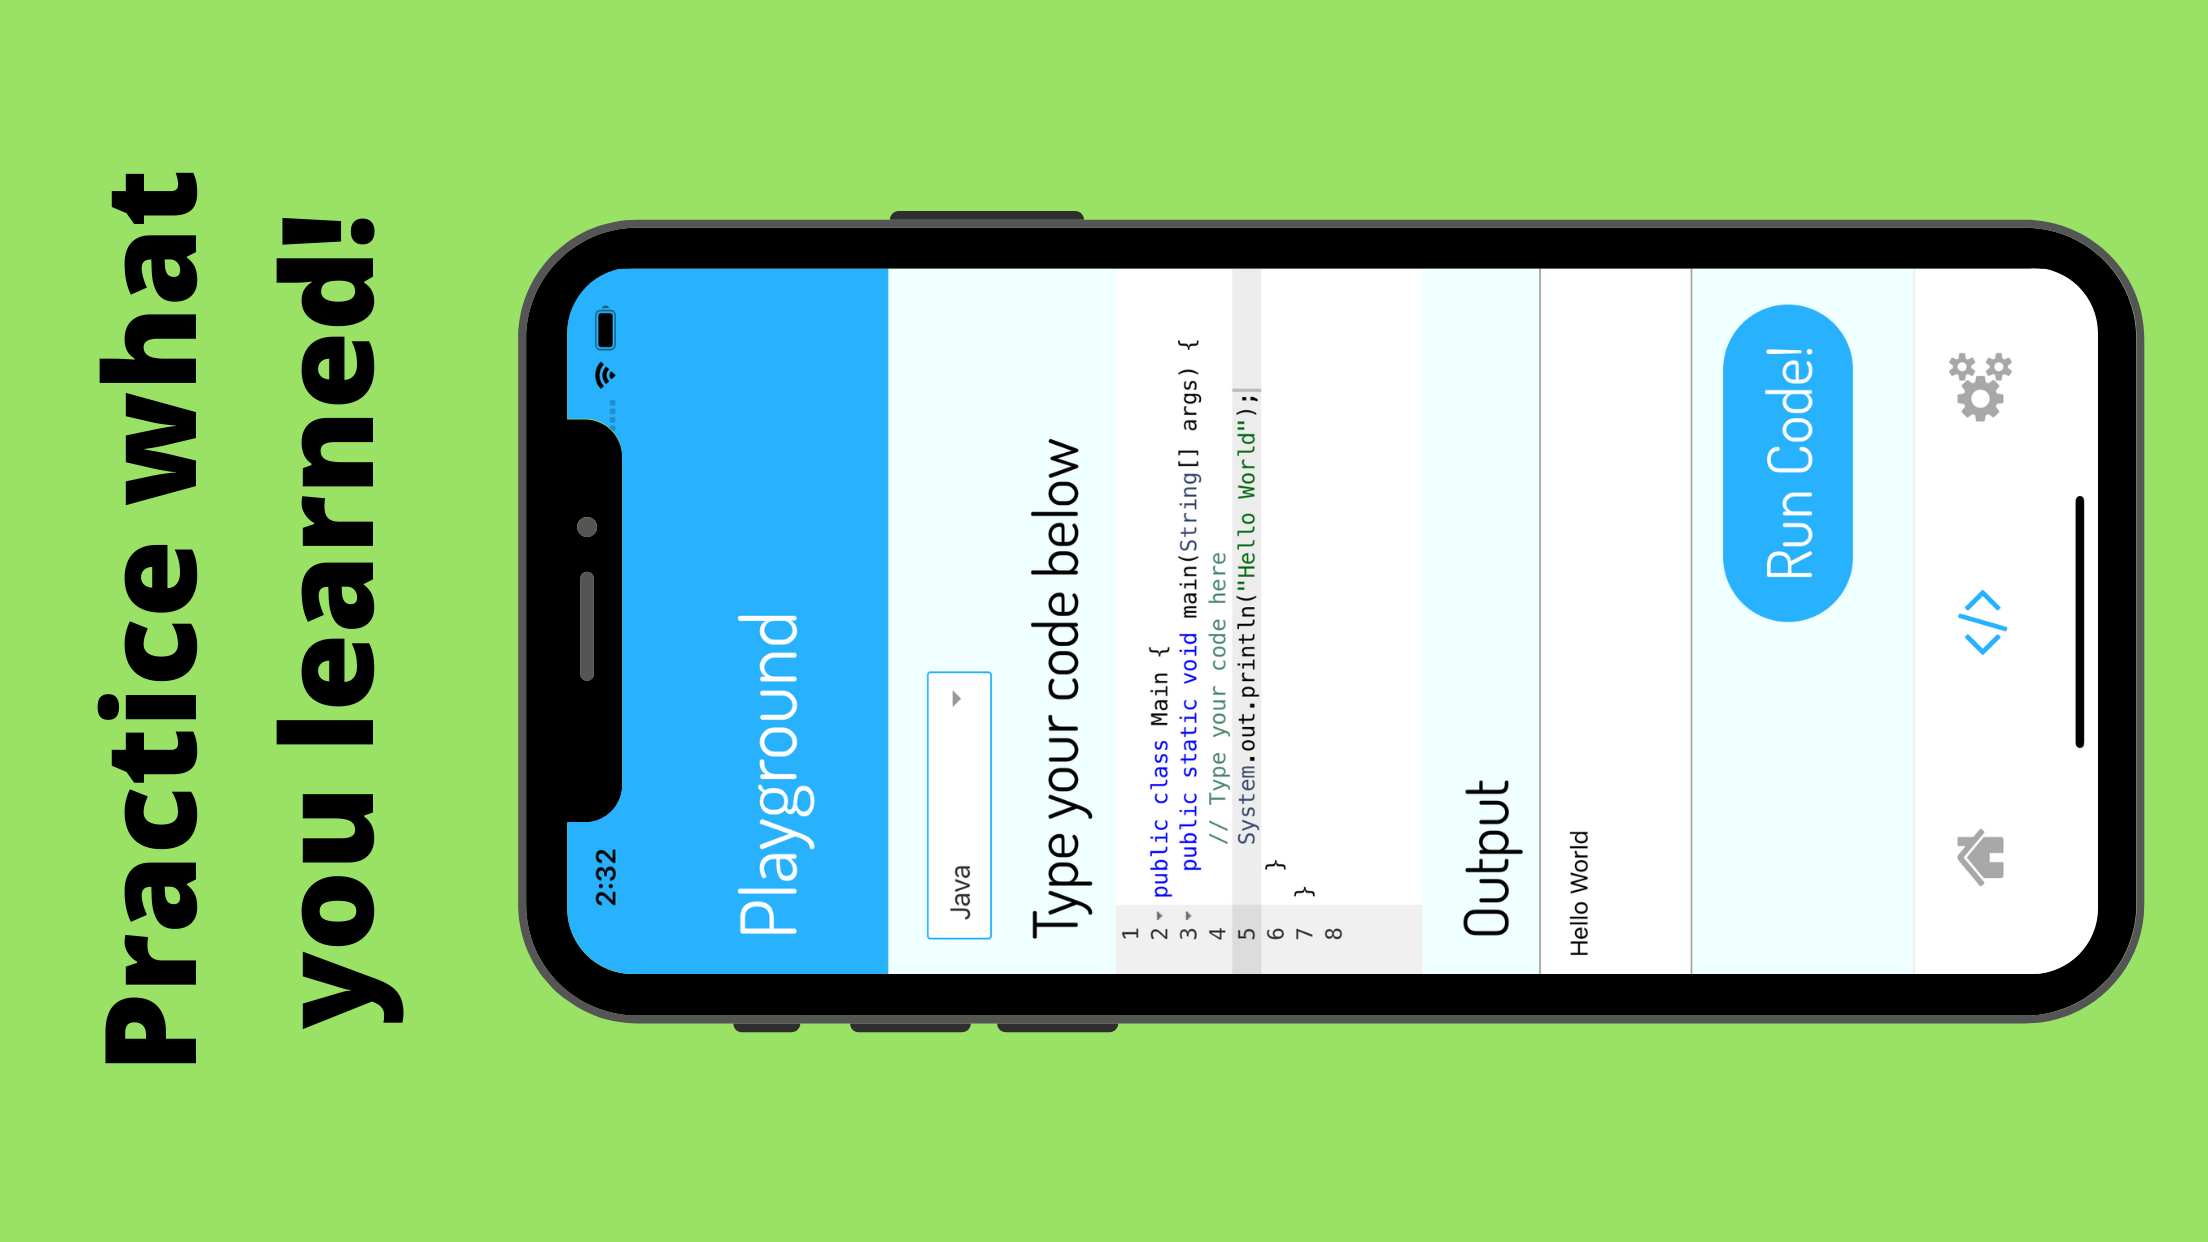 Practice what
you learned!
2:32
Playground
Java
Type your code below
1
2 public class Main {
3 public static void main(String[] args) {
4 // Type your code here
5 System.out.println("Hello World");
6 }
7 }
8
Output
Hello World
Run Code!